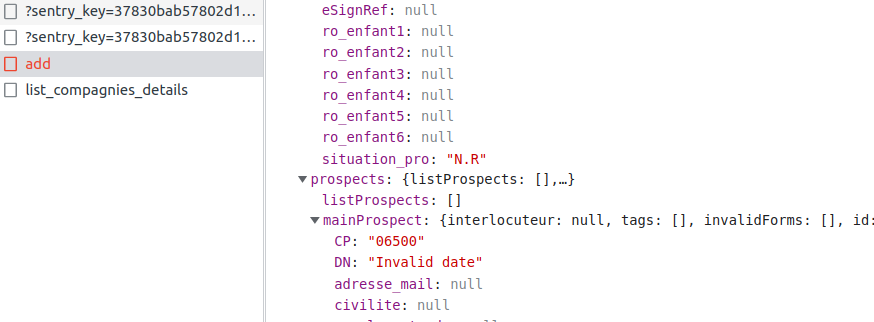 ?sentry_key=37830bab57802d1...
?sentry_key=37830bab57802d1...
add
list_compagnies_details
eSignRef: null
ro_enfant1: null
ro_enfant2: null
ro_enfant3: null
ro_enfant4: null
ro_enfant5: null
ro_enfant6: null
situation_pro: "N.R"
prospects: {listProspects: [],…}
listProspects: []
mainProspect: {interlocuteur: null, tags: [], invalidForms: [], id:
CP: "06500"
DN: "Invalid date"
adresse_mail: null
civilite: null